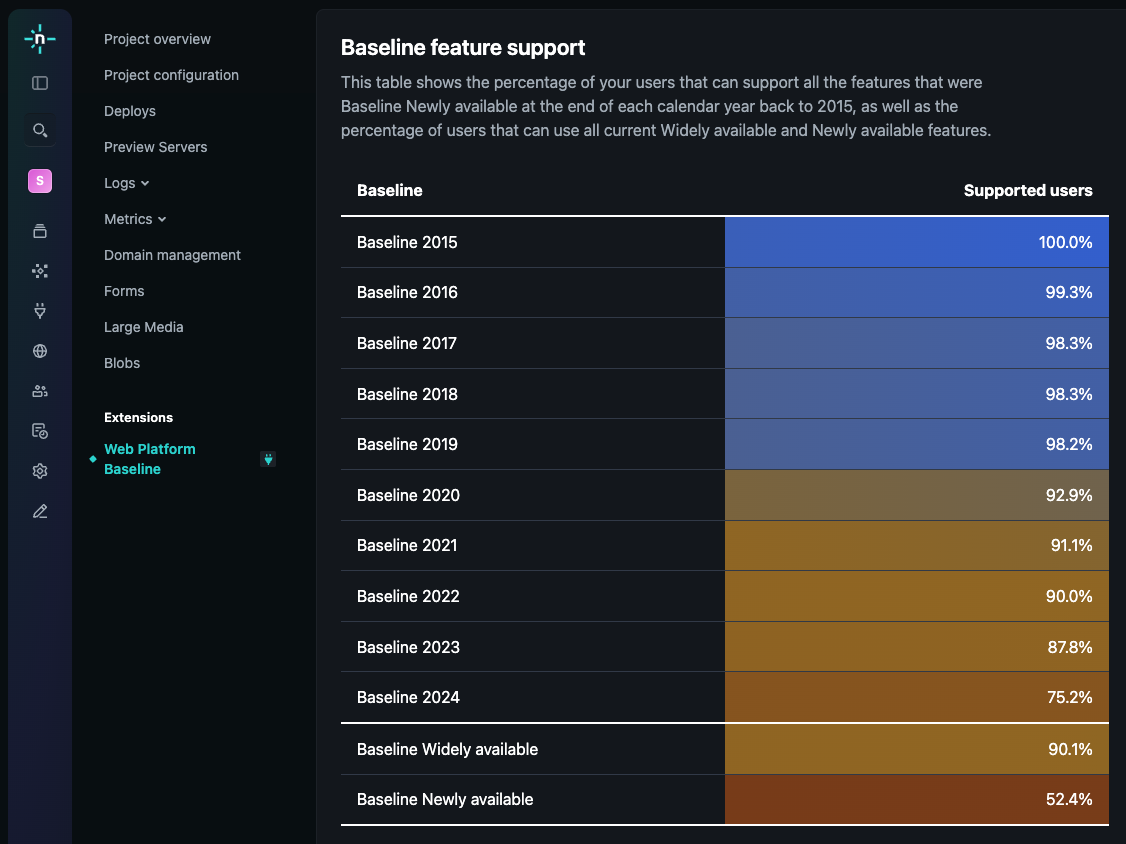 n
S
Project overview
Project configuration
Deploys
Preview Servers
Logs
Metrics
Domain management
Forms
Large Media
Blobs
Extensions
Web Platform
Baseline
Baseline feature support
This table shows the percentage of your users that can support all the features that were
Baseline Newly available at the end of each calendar year back to 2015, as well as the
percentage of users that can use all current Widely available and Newly available features.
Baseline Supported users
Baseline 2015 100.0%
Baseline 2016 99.3%
Baseline 2017 98.3%
Baseline 2018 98.3%
Baseline 2019 98.2%
Baseline 2020 92.9%
Baseline 2021 91.1%
Baseline 2022 90.0%
Baseline 2023 87.8%
Baseline 2024 75.2%
Baseline Widely available 90.1%
Baseline Newly available 52.4%